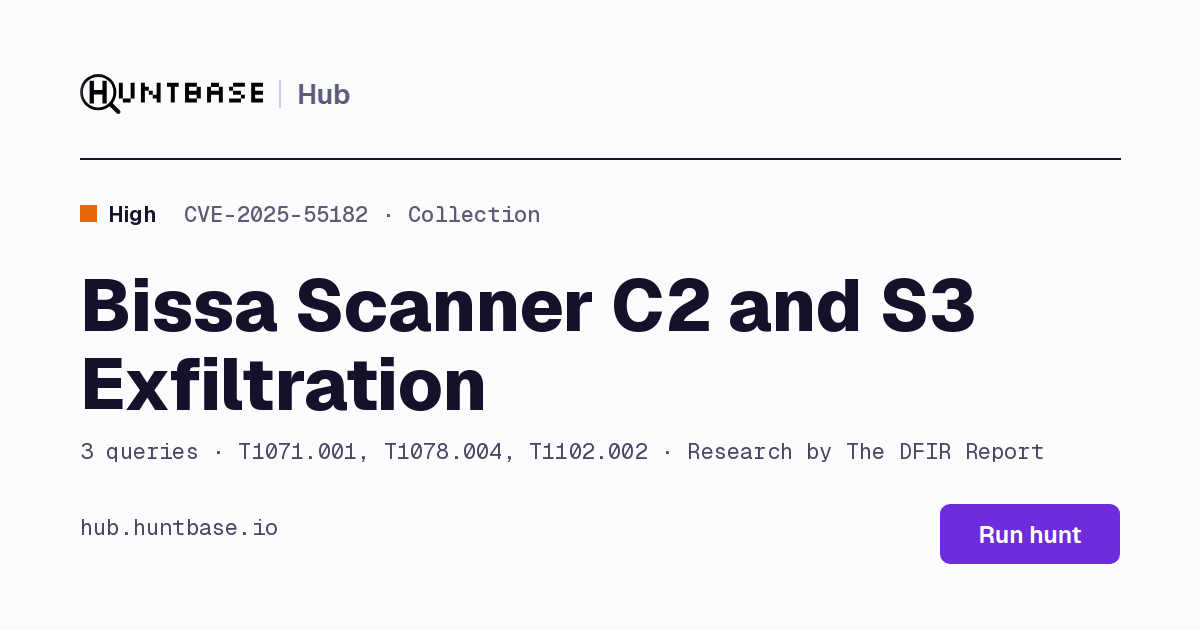 HUNTBASE Hub
High CVE-2025-55182 · Collection
Bissa Scanner C2 and S3
Exfiltration
3 queries · T1071.001, T1078.004, T1102.002 · Research by The DFIR Report
hub.huntbase.io
Run hunt